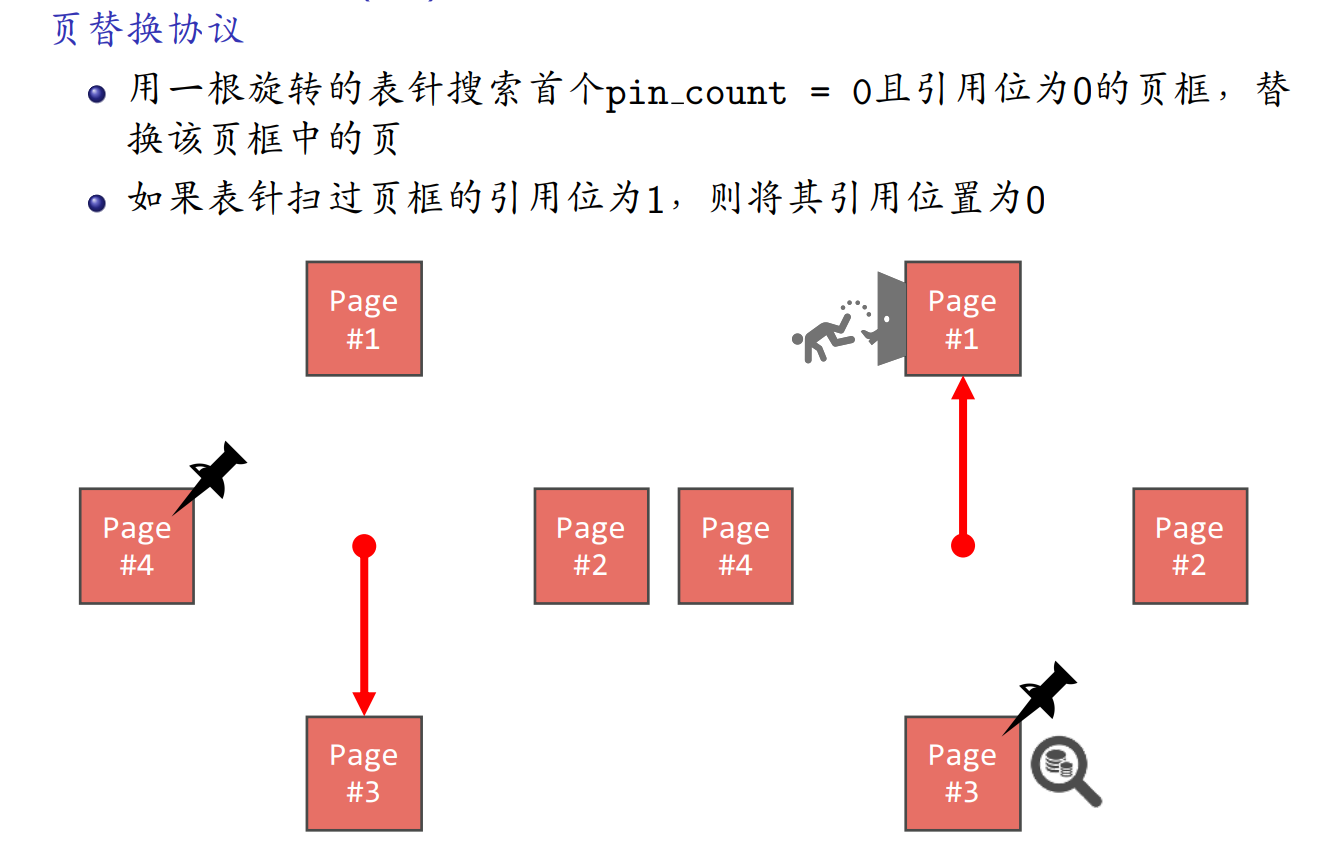 页替换协议
用一根旋转的表针搜索首个pin_count = 0且引用位为0的页框，替
换该页框中的页
如果表针扫过页框的引用位为1，则将其引用位置为0
Page
#1
Page
#1
Page
#4
Page
#2
Page
#4
Page
#2
Page
#3
Page
#3